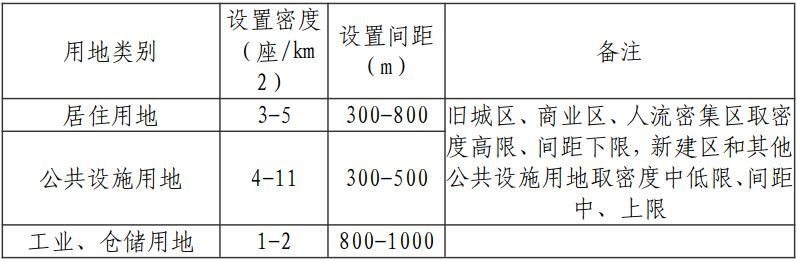 用地类别
设置密度
(座/km
2)
设置间距
(m)
备注
居住用地
3-5
300-800
旧城区、商业区、人流密集区取密
度高限、间距下限,新建区和其他
公共设施用地取密度中低限、间距
中、上限
公共设施用地
4-11
300-500
工业、仓储用地
1-2
800-1000